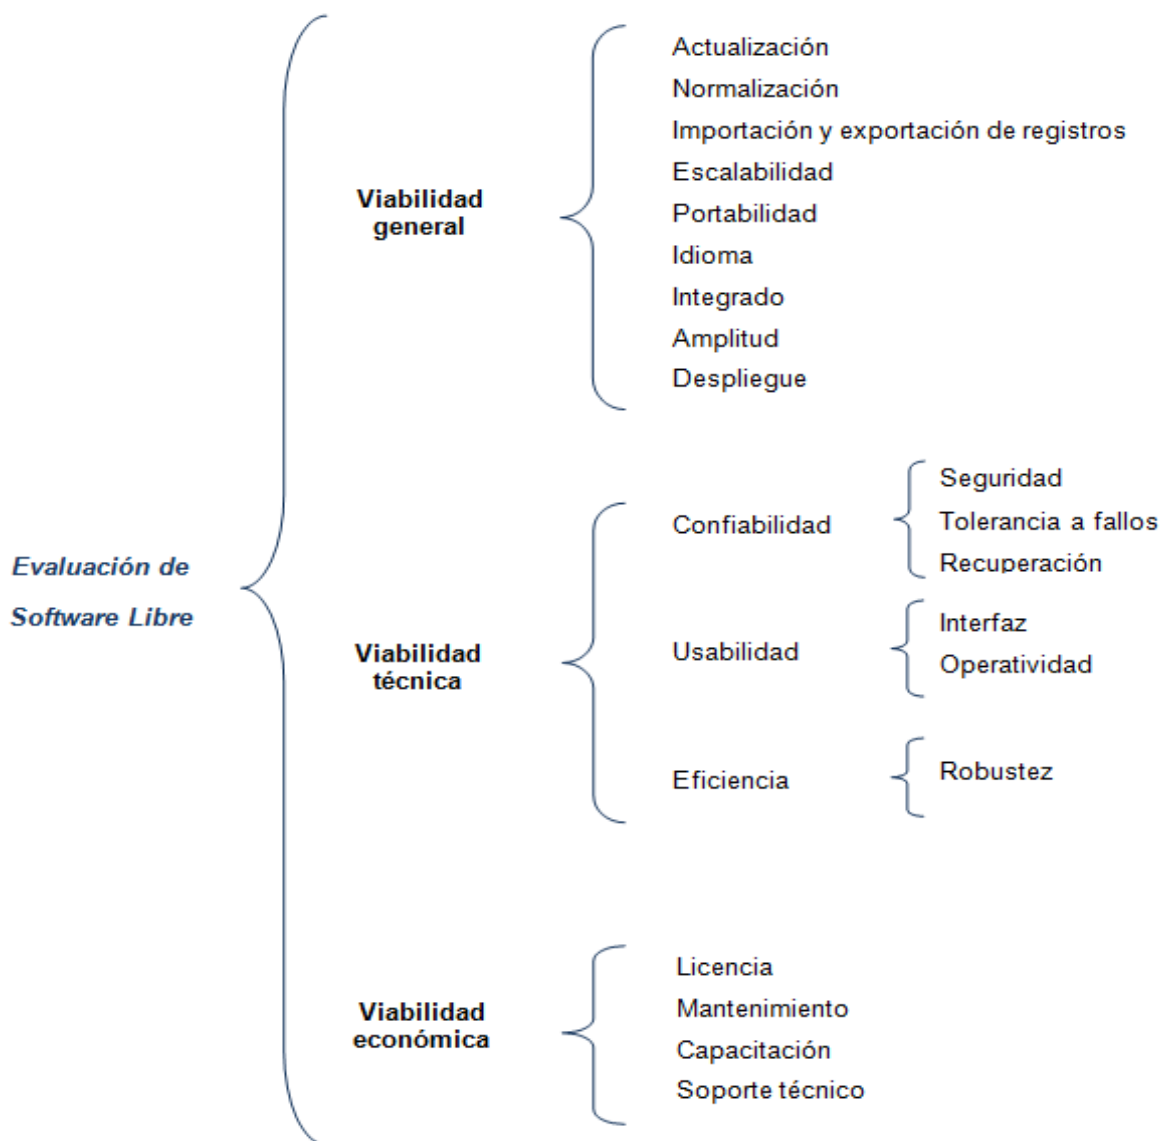 Evaluación de
Software Libre
Viabilidad
general
Actualización
Normalización
Importación y exportación de registros
Escalabilidad
Portabilidad
Idioma
Integrado
Amplitud
Despliegue
Viabilidad
técnica
Confiabilidad
Seguridad
Tolerancia a fallos
Recuperación
Usabilidad
Interfaz
Operatividad
Eficiencia
Robustez
Viabilidad
económica
Licencia
Mantenimiento
Capacitación
Soporte técnico